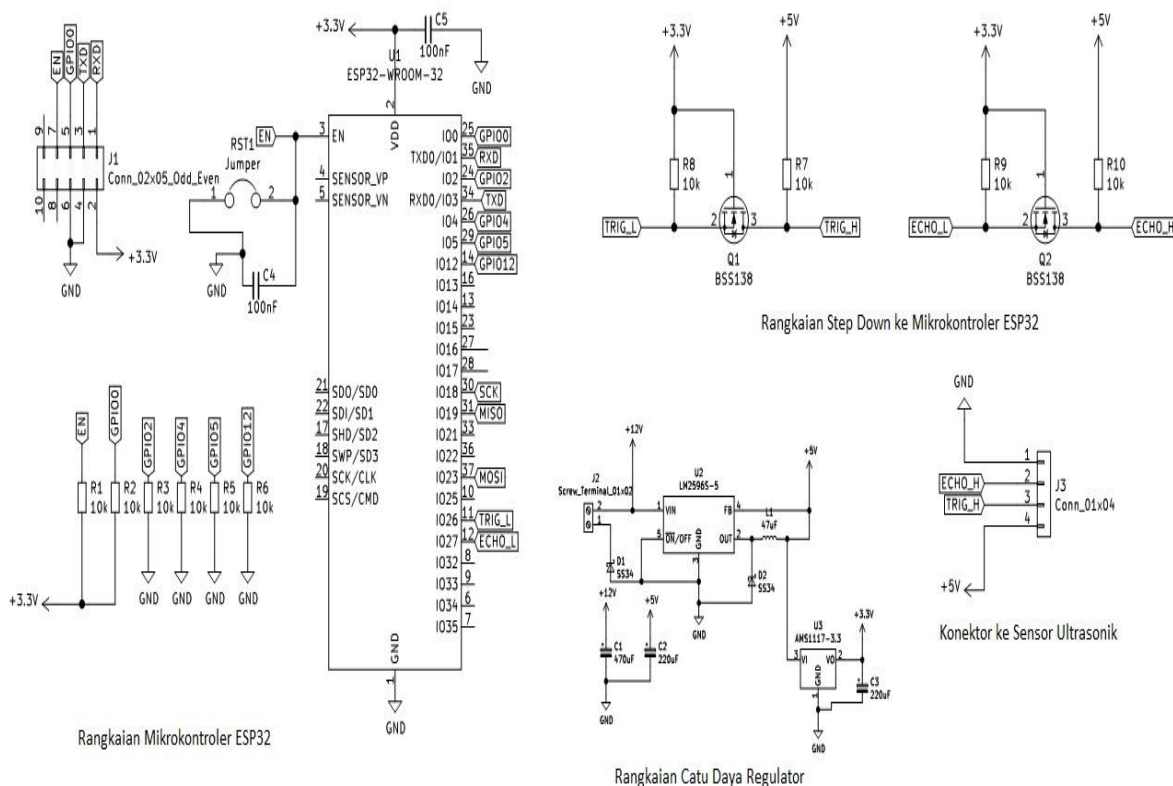 +3.3V
C5
100nF
GND
U1
ESP32-WROOM-32
EN
GPIO0
TXD
RXD
9
7
5
3
1
J1
Conn_02x05_Odd_Even
10
8
6
4
2
GND
+3.3V
EN
RST1
Jumper
1
2
GND
C4
100nF
2
VDD
3 EN
4 SENSOR_VP
5 SENSOR_VN
21 SDO/SD0
22 SDI/SD1
17 SHD/SD2
18 SWP/SD3
20 SCK/CLK
19 SCS/CMD
IO0 25 GPIO0
TXD0/IO1 35 RXD
IO2 24 GPIO2
RXD0/IO3 34 TXD
IO4 26 GPIO4
IO5 29 GPIO5
IO12 14 GPIO12
IO13 16
IO14 13
IO15 23
IO16 27
IO17 28
IO18 30 SCK
IO19 31 MISO
IO21 33
IO22 36
IO23 37 MOSI
IO25 10
IO26 11 TRIG_L
IO27 12 ECHO_L
IO32 8
IO33 9
IO34 6
IO35 7
GND
1
GND
EN
GPIO0
GPIO2
GPIO4
GPIO5
GPIO12
R1
10k
R2
10k
R3
10k
R4
10k
R5
10k
R6
10k
+3.3V
GND
GND
GND
GND
Rangkaian Mikrokontroler ESP32
+3.3V
+5V
R8
10k
R7
10k
1
TRIG_L
2
3
TRIG_H
Q1
BSS138
+3.3V
+5V
R9
10k
R10
10k
1
ECHO_L
2
3
ECHO_H
Q2
BSS138
Rangkaian Step Down ke Mikrokontroler ESP32
+12V
J2
Screw_Terminal_01x02
2
1
U2
LM2596S-5
1 VIN
5 ON/OFF
FB 4
OUT 2
GND
3
L1
47uF
+5V
D1
SS34
D2
SS34
GND
+12V
+5V
C1
470uF
C2
220uF
GND
U3
AMS1117-3.3
3 VI
VO 2
GND
1
+3.3V
C3
220uF
GND
Rangkaian Catu Daya Regulator
GND
1
ECHO_H 2
TRIG_H 3
4
J3
Conn_01x04
+5V
Konektor ke Sensor Ultrasonik